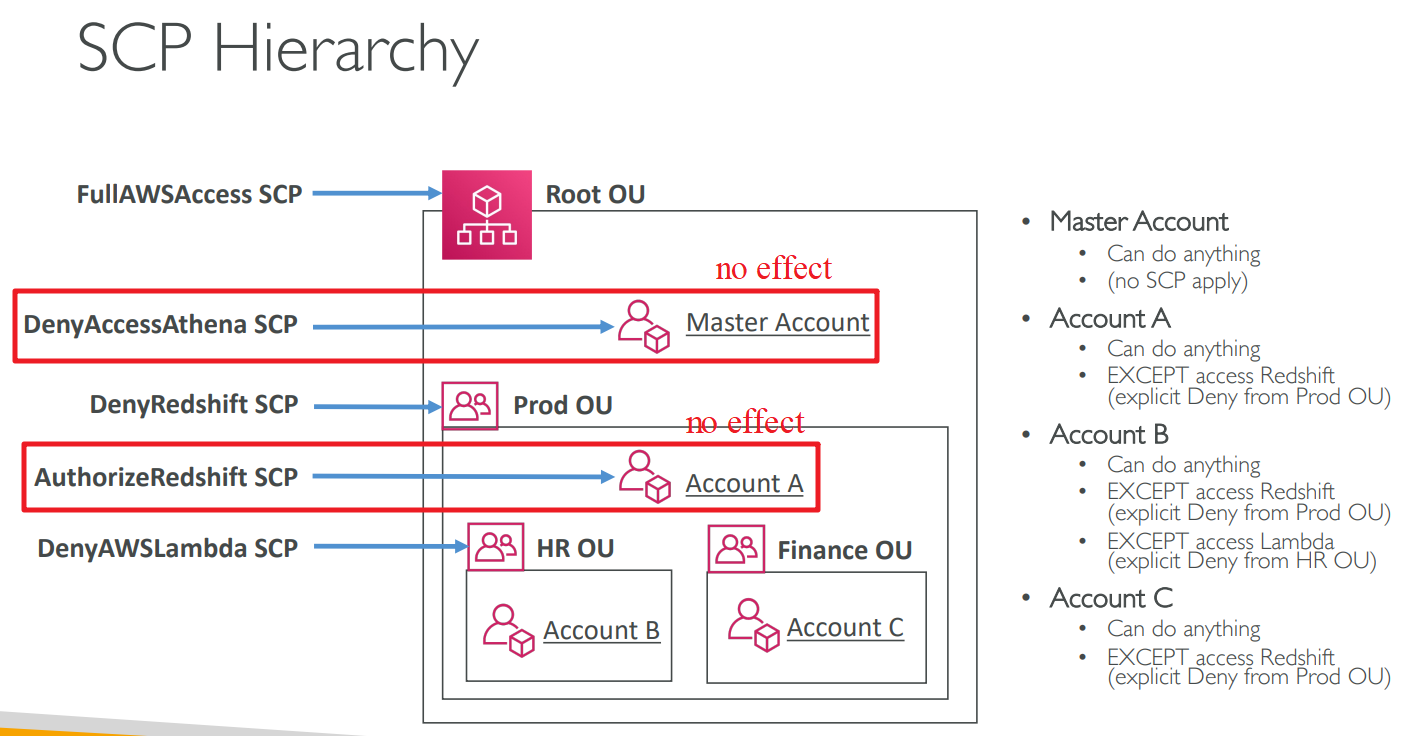 SCP Hierarchy
FullAWSAccess SCP
Root OU
no effect
DenyAccessAthena SCP
Master Account
DenyRedshift SCP
Prod OU
no effect
AuthorizeRedshift SCP
Account A
DenyAWSLambda SCP
HR OU
Finance OU
Account B
Account C
• Master Account
• Can do anything
• (no SCP apply)
• Account A
• Can do anything
• EXCEPT access Redshift
(explicit Deny from Prod OU)
• Account B
• Can do anything
• EXCEPT access Redshift
(explicit Deny from Prod OU)
• EXCEPT access Lambda
(explicit Deny from HR OU)
• Account C
• Can do anything
• EXCEPT access Redshift
(explicit Deny from Prod OU)